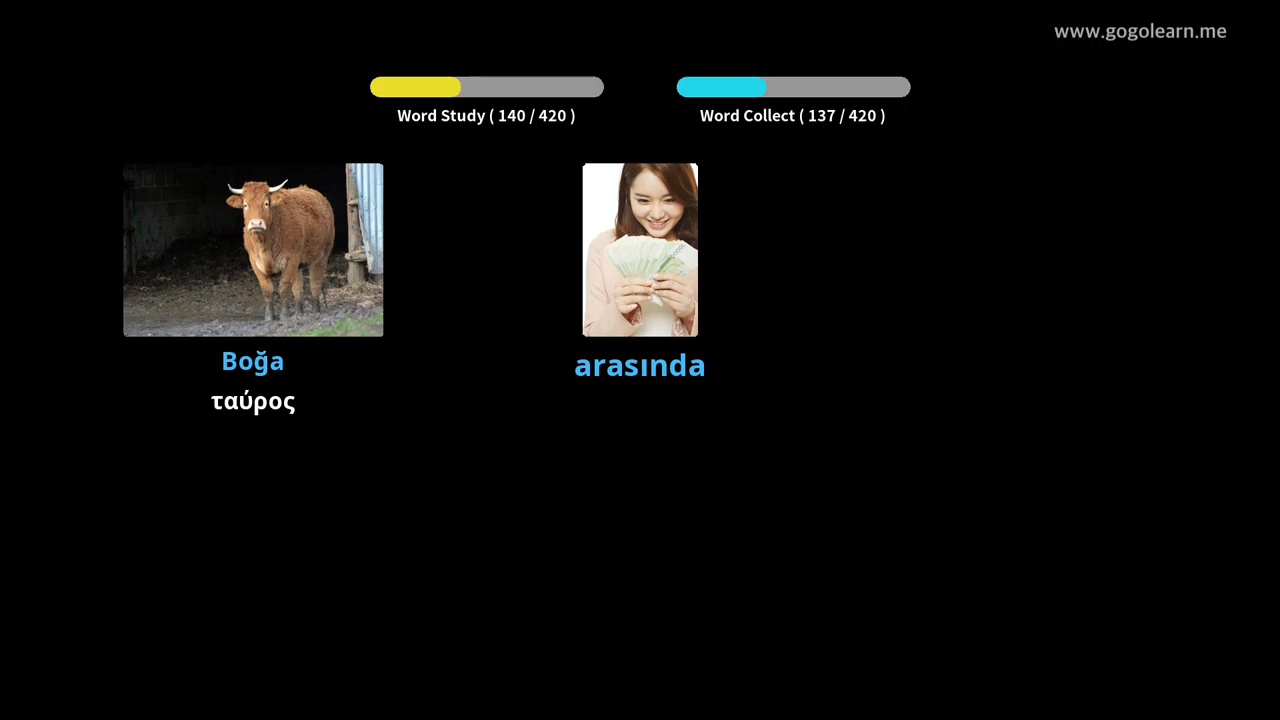 www.gogolearn.me
Word Study ( 140 / 420 )
Word Collect ( 137 / 420 )
Boğa
ταύρος
arasında